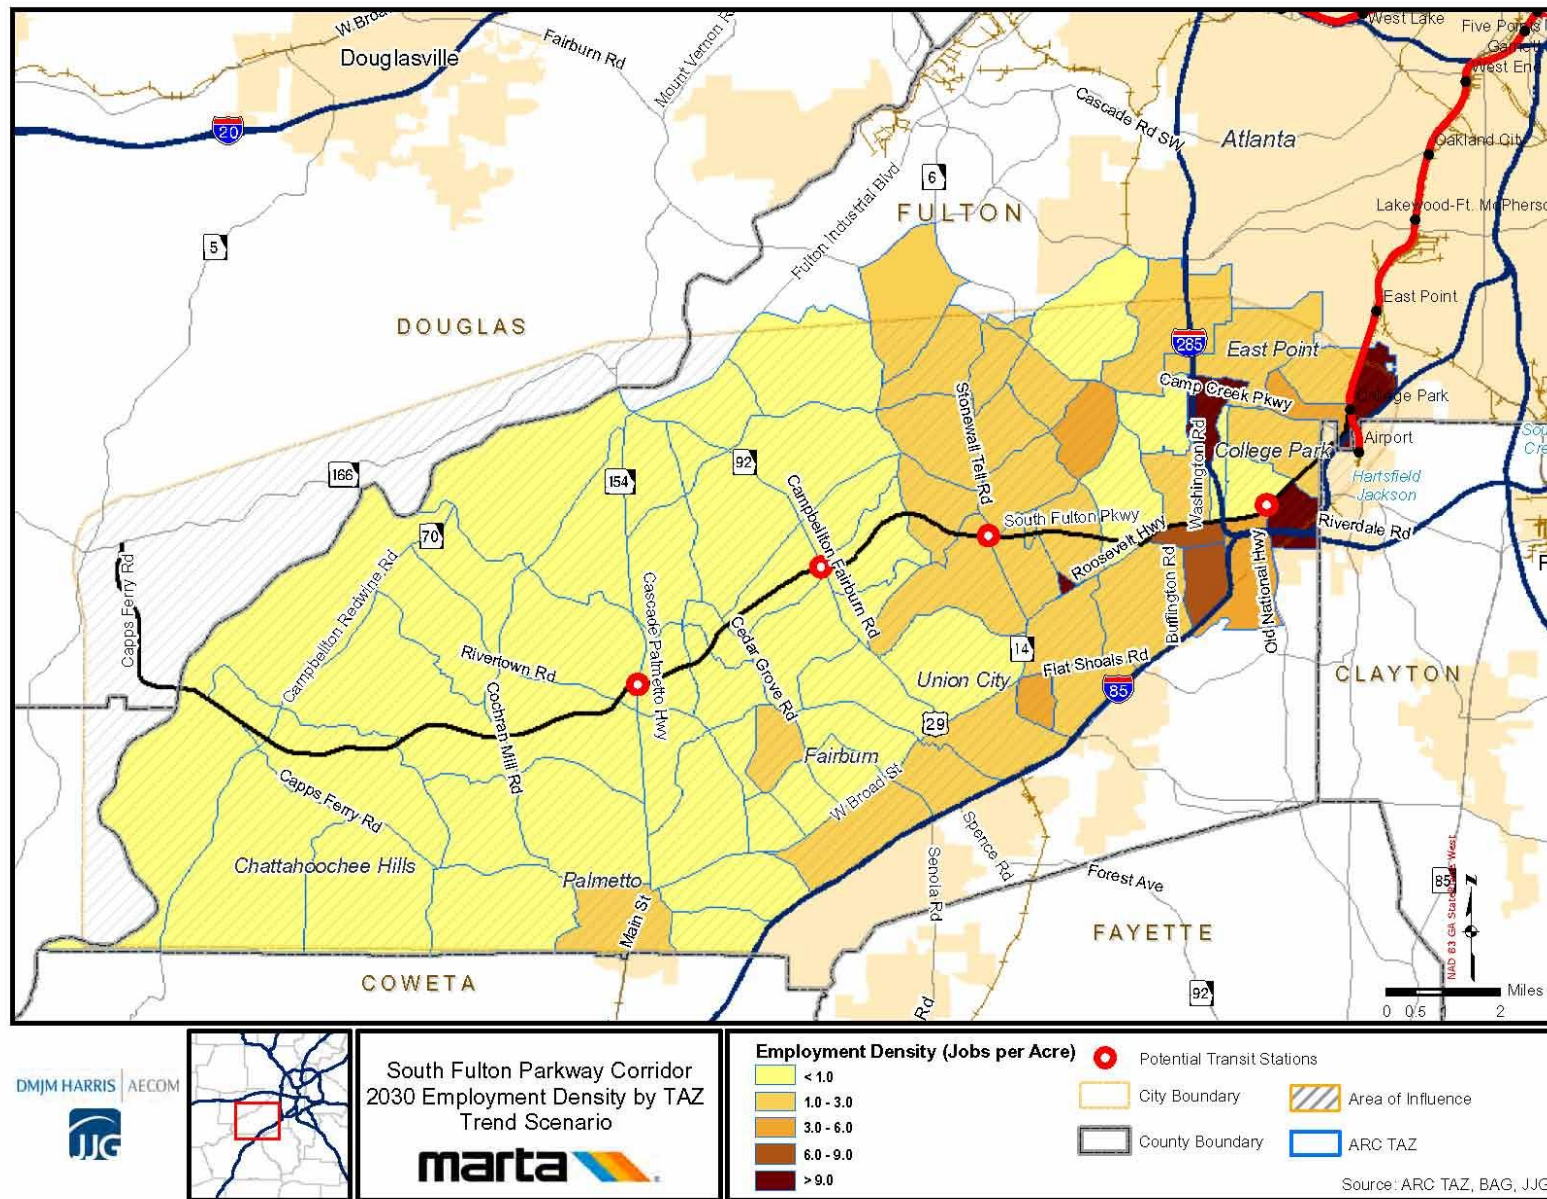 W. Broad
Douglasville
Fairburn Rd
Mount Vernon R
West Lake
Five Points
Garnett
West End
20
Cascade Rd SW
Atlanta
Oakland City
6
FULTON
Fulton Industrial Blvd
Lakewood-Ft. McPherso
5
DOUGLAS
East Point
285
East Point
Camp Creek Pkwy
College Park
Stonewall Tell Rd
Washington Rd
College Park
Airport
Hartsfield
Jackson
166
154
92
Campbellton Fairburn Rd
South Fulton Pkwy
Roosevelt Hwy
Riverdale Rd
70
Capps Ferry Rd
Campbellton Redwine Rd
Rivertown Rd
Cascade Palmetto Hwy
Cedar Grove Rd
Cochran Mill Rd
Buffington Rd
Old National Hwy
14
Flat Shoals Rd
Union City
85
CLAYTON
29
Fairburn
W Broad St
Capps Ferry Rd
Chattahoochee Hills
Palmetto
Main St
Senoia Rd
Spence Rd
Forest Ave
85
FAYETTE
COWETA
92
Rd
Z
0 0.5 1 2
Miles
DMJM HARRIS | AECOM
JJG
South Fulton Parkway Corridor
2030 Employment Density by TAZ
Trend Scenario
marta
Employment Density (Jobs per Acre)
< 1.0
1.0 - 3.0
3.0 - 6.0
6.0 - 9.0
> 9.0
Potential Transit Stations
City Boundary
Area of Influence
County Boundary
ARC TAZ
Source: ARC TAZ, BAG, JJG